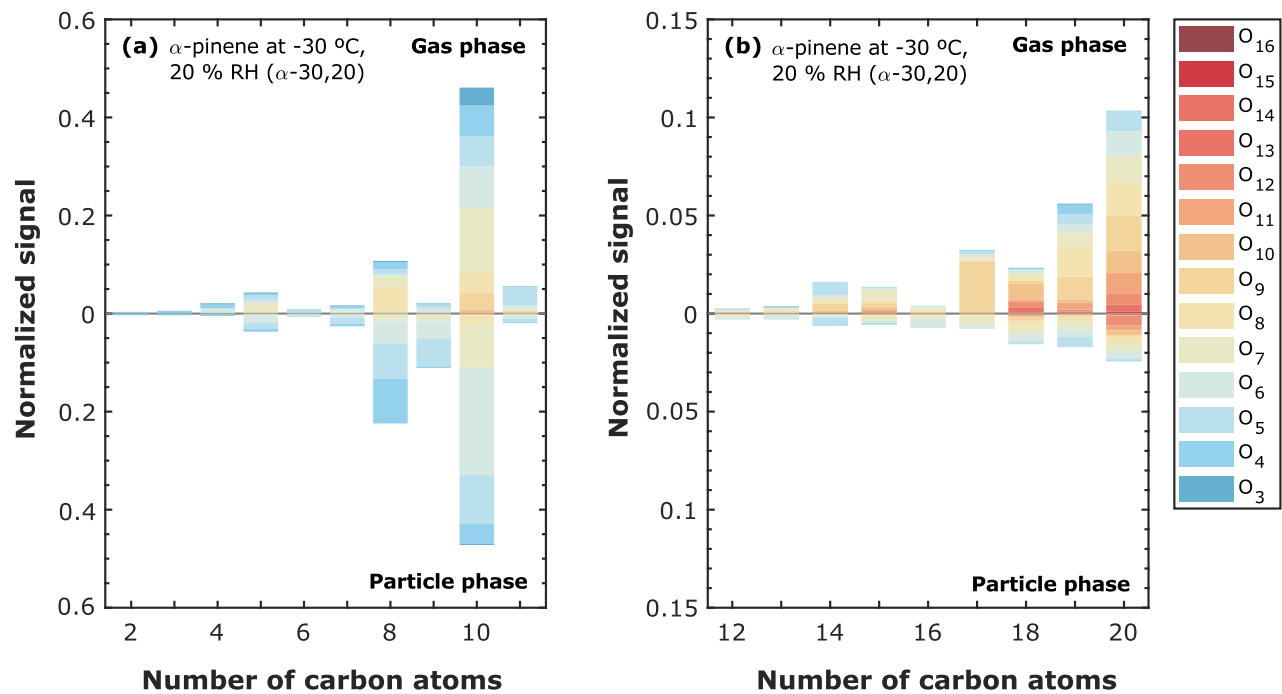 (a) α-pinene at -30 ºC,
20 % RH (α-30,20)
Gas phase
Normalized signal
0.6
0.4
0.2
0
0.2
0.4
0.6
Particle phase
2 4 6 8 10
Number of carbon atoms
(b) α-pinene at -30 ºC,
20 % RH (α-30,20)
Gas phase
Normalized signal
0.15
0.1
0.05
0
0.05
0.1
0.15
Particle phase
12 14 16 18 20
Number of carbon atoms
O16
O15
O14
O13
O12
O11
O10
O9
O8
O7
O6
O5
O4
O3